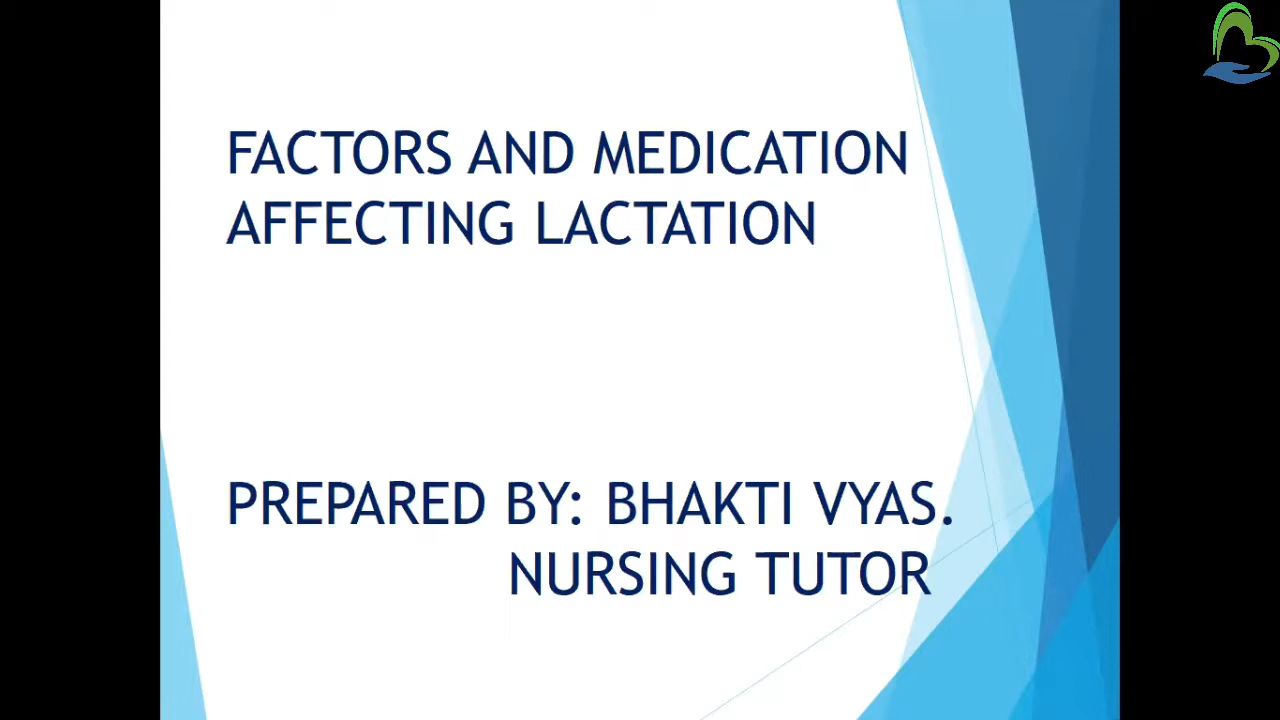 FACTORS AND MEDICATION
AFFECTING LACTATION
PREPARED BY: BHAKTI VYAS.
NURSING TUTOR